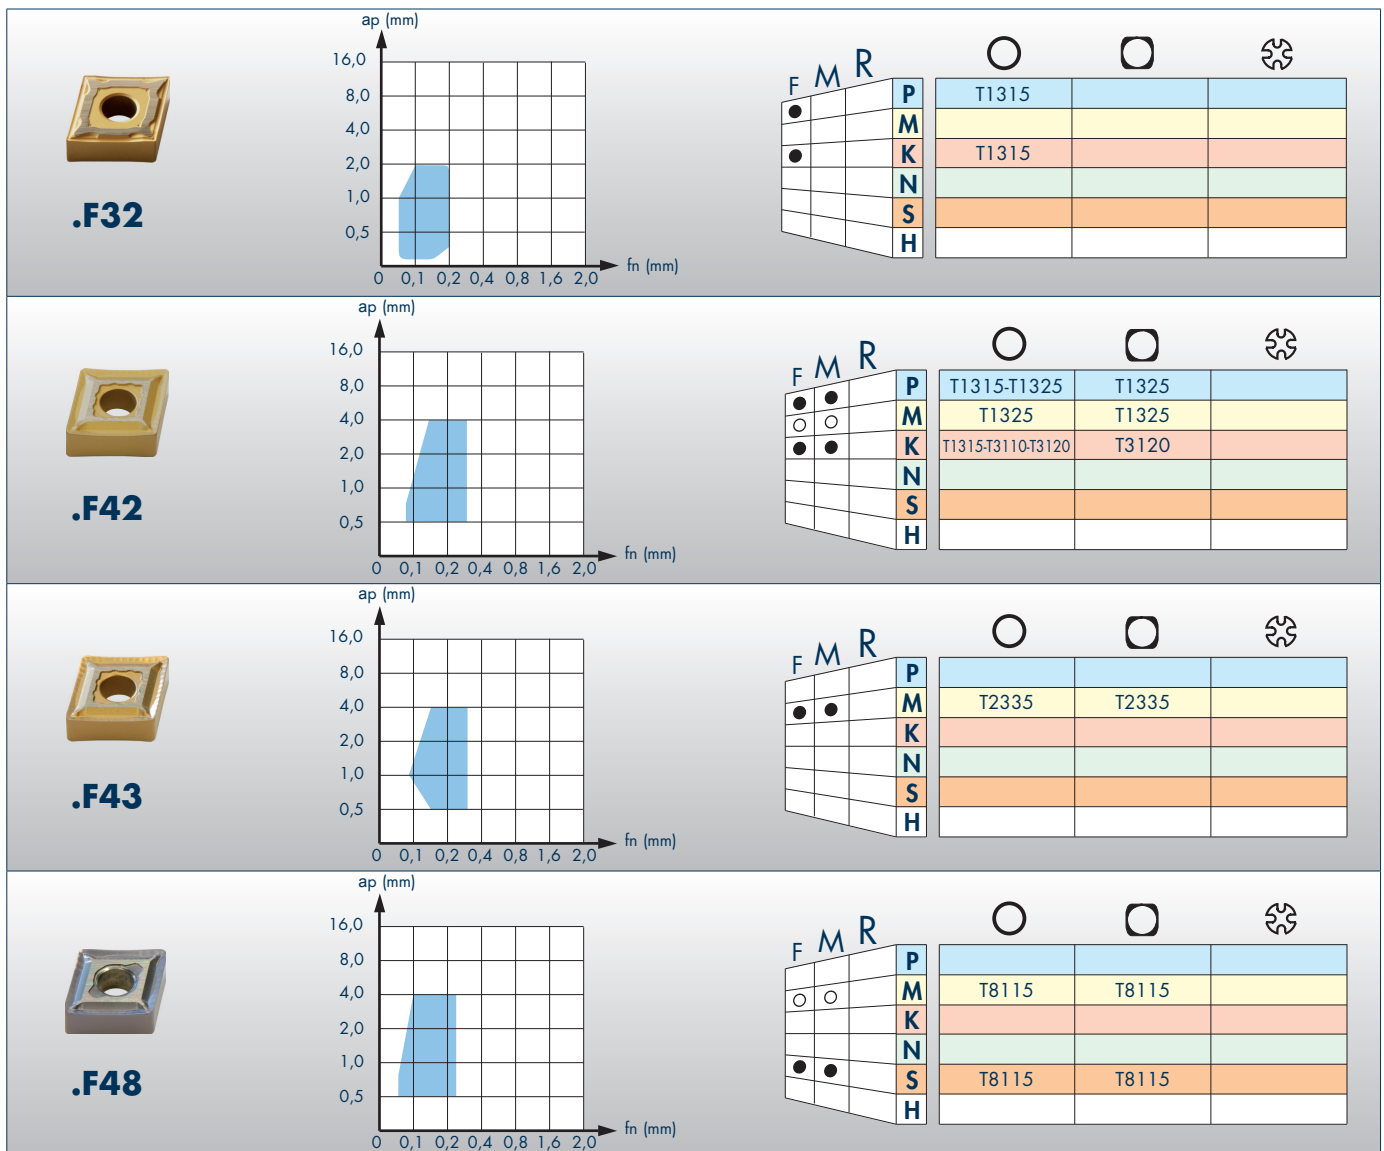 ap (mm)
16,0
8,0
4,0
2,0
1,0
0,5
0 0,1 0,2 0,4 0,8 1,6 2,0
fn (mm)
.F32
F M R
P T1315
M
K T1315
N
S
H
ap (mm)
16,0
8,0
4,0
2,0
1,0
0,5
0 0,1 0,2 0,4 0,8 1,6 2,0
fn (mm)
.F42
F M R
P T1315-T1325 T1325
M T1325 T1325
K T1315-T3110-T3120 T3120
N
S
H
ap (mm)
16,0
8,0
4,0
2,0
1,0
0,5
0 0,1 0,2 0,4 0,8 1,6 2,0
fn (mm)
.F43
F M R
P
M T2335 T2335
K
N
S
H
ap (mm)
16,0
8,0
4,0
2,0
1,0
0,5
0 0,1 0,2 0,4 0,8 1,6 2,0
fn (mm)
.F48
F M R
P
M T8115 T8115
K
N
S T8115 T8115
H